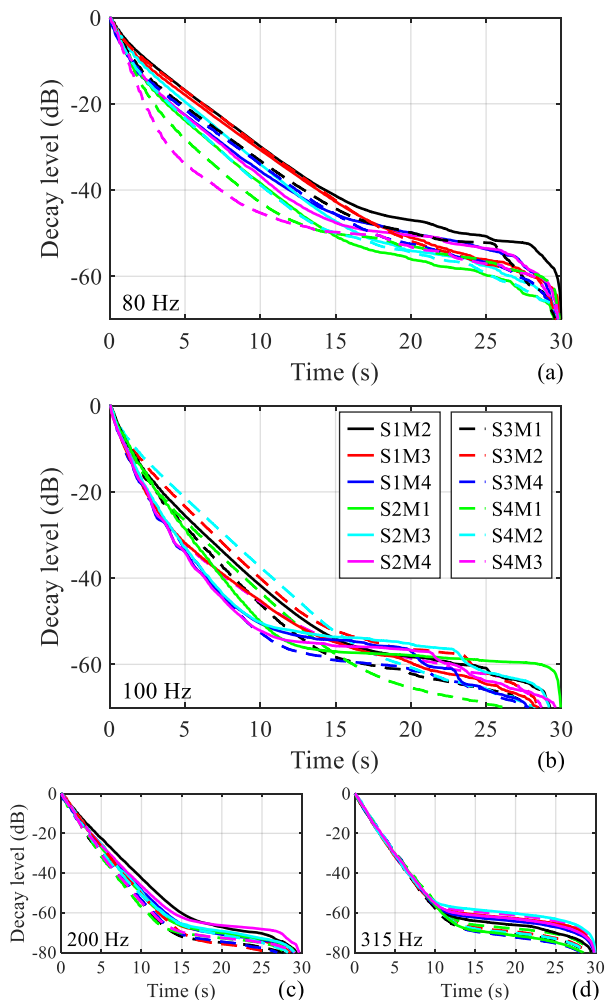 0
-20
-40
-60
Decay level (dB)
80 Hz
0 5 10 15 20 25 30
Time (s)
(a)
0
-20
-40
-60
Decay level (dB)
100 Hz
S1M2
S1M3
S1M4
S2M1
S2M3
S2M4
S3M1
S3M2
S3M4
S4M1
S4M2
S4M3
0 5 10 15 20 25 30
Time (s)
(b)
0
-20
-40
-60
-80
Decay level (dB)
200 Hz
0 5 10 15 20 25 30
Time (s)
(c)
0
-20
-40
-60
-80
315 Hz
0 5 10 15 20 25 30
Time (s)
(d)